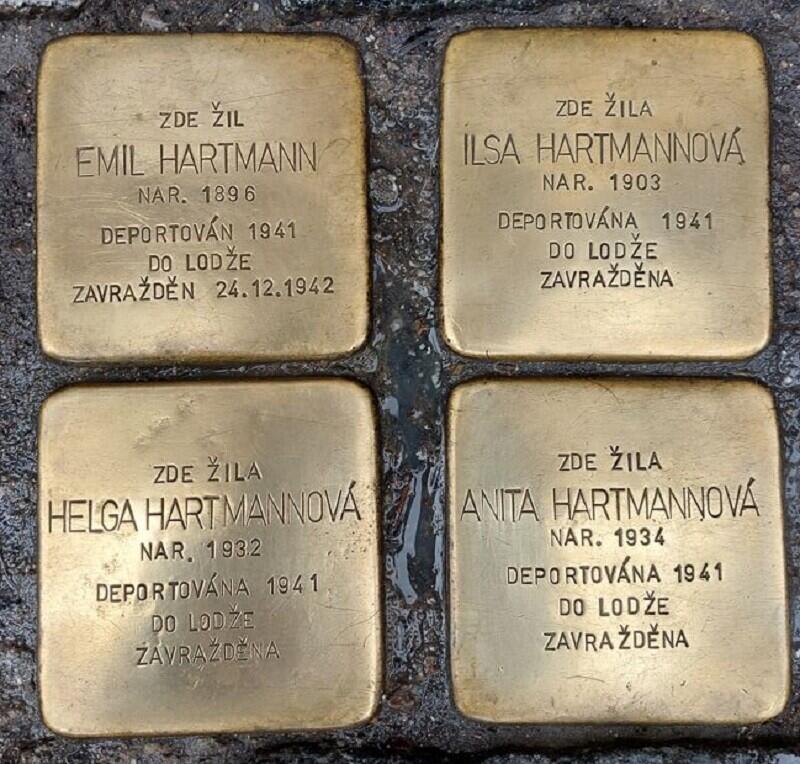 ZDE ŽIL
EMIL HARTMANN
NAR. 1896
DEPORTOVÁN 1941
DO LODŽE
ZAVRAŽDĚN 24.12.1942
ZDE ŽILA
ILSA HARTMANNOVÁ
NAR. 1903
DEPORTOVÁNA 1941
DO LODŽE
ZAVRAŽDĚNA
ZDE ŽILA
HELGA HARTMANNOVÁ
NAR. 1932
DEPORTOVÁNA 1941
DO LODŽE
ZAVRAŽDĚNA
ZDE ŽILA
ANITA HARTMANNOVÁ
NAR. 1934
DEPORTOVÁNA 1941
DO LODŽE
ZAVRAŽDĚNA